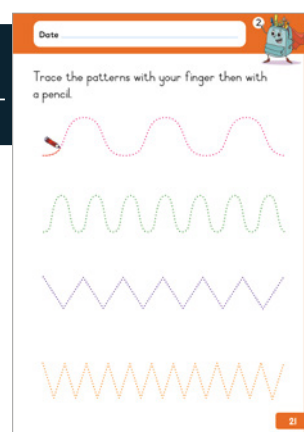 Date
2
Trace the patterns with your finger then with
a pencil.
21